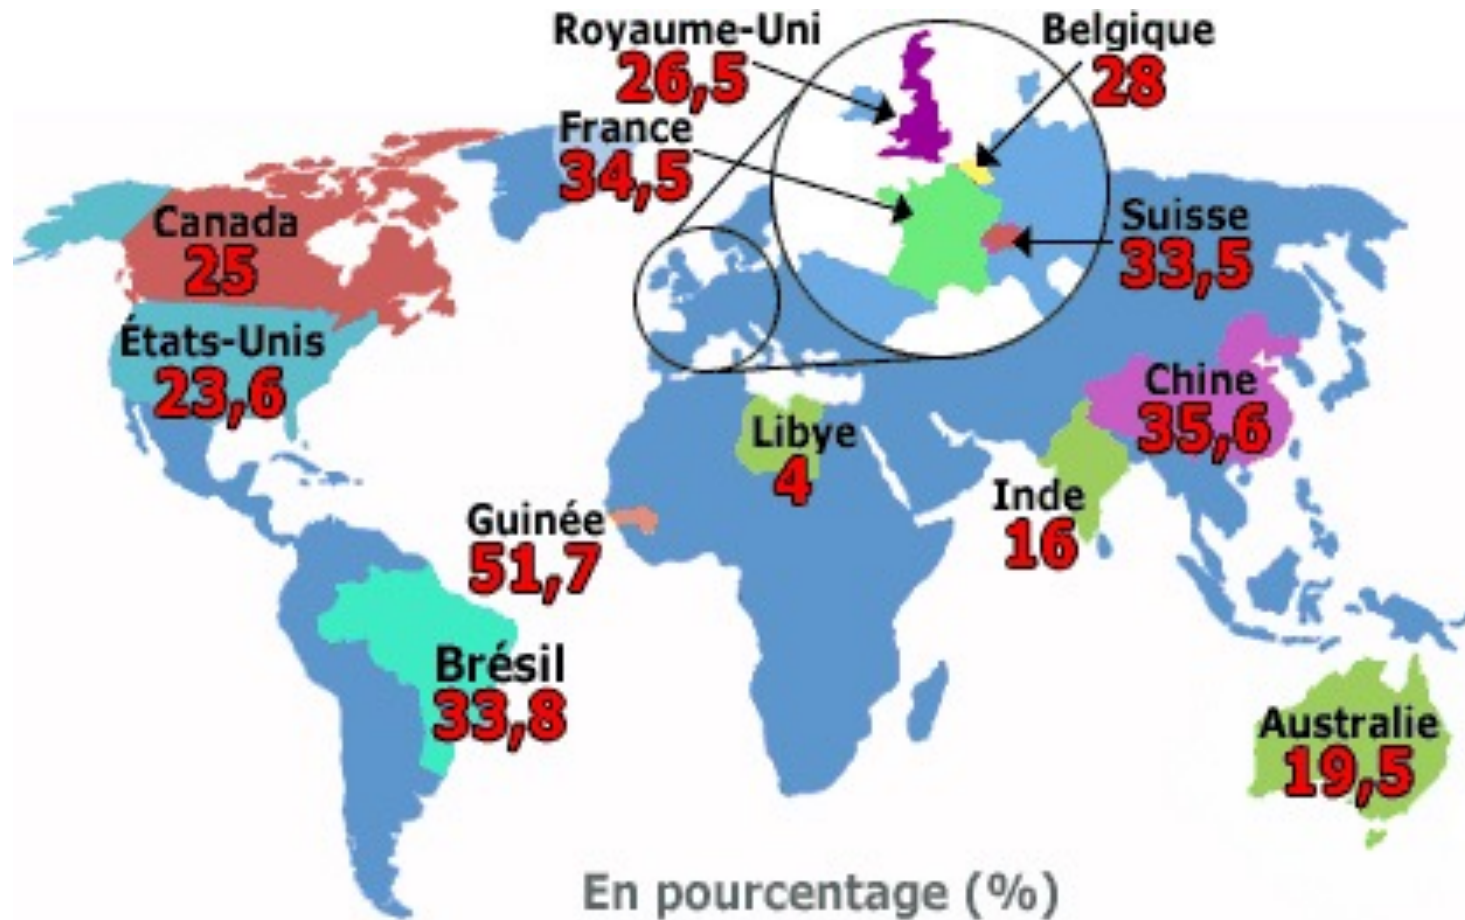 Royaume-Uni
26,5
Belgique
28
France
34,5
Canada
25
Suisse
33,5
États-Unis
23,6
Chine
35,6
Libye
4
Inde
16
Guinée
51,7
Brésil
33,8
Australie
19,5
En pourcentage (%)